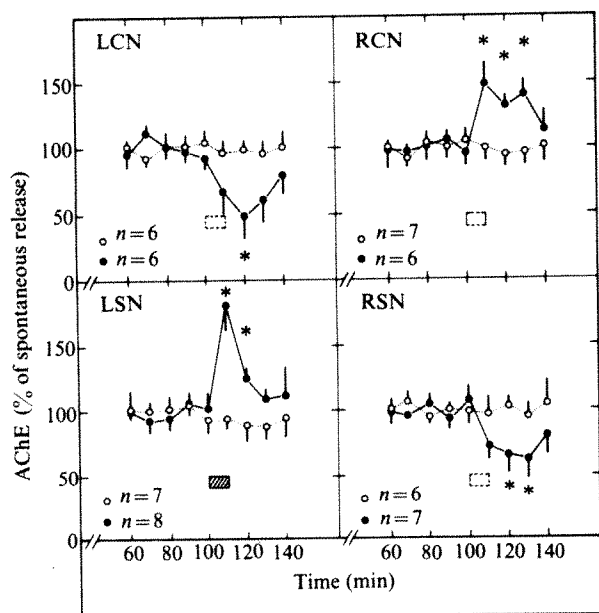 AChE (% of spontaneous release)
LCN
150
100
50
0
n=6
n=6
*
RCN
* * *
n=7
n=6
LSN
* *
150
100
50
0
n=7
n=8
60 80 100 120 140
RSN
* *
n=6
n=7
60 80 100 120 140
Time (min)